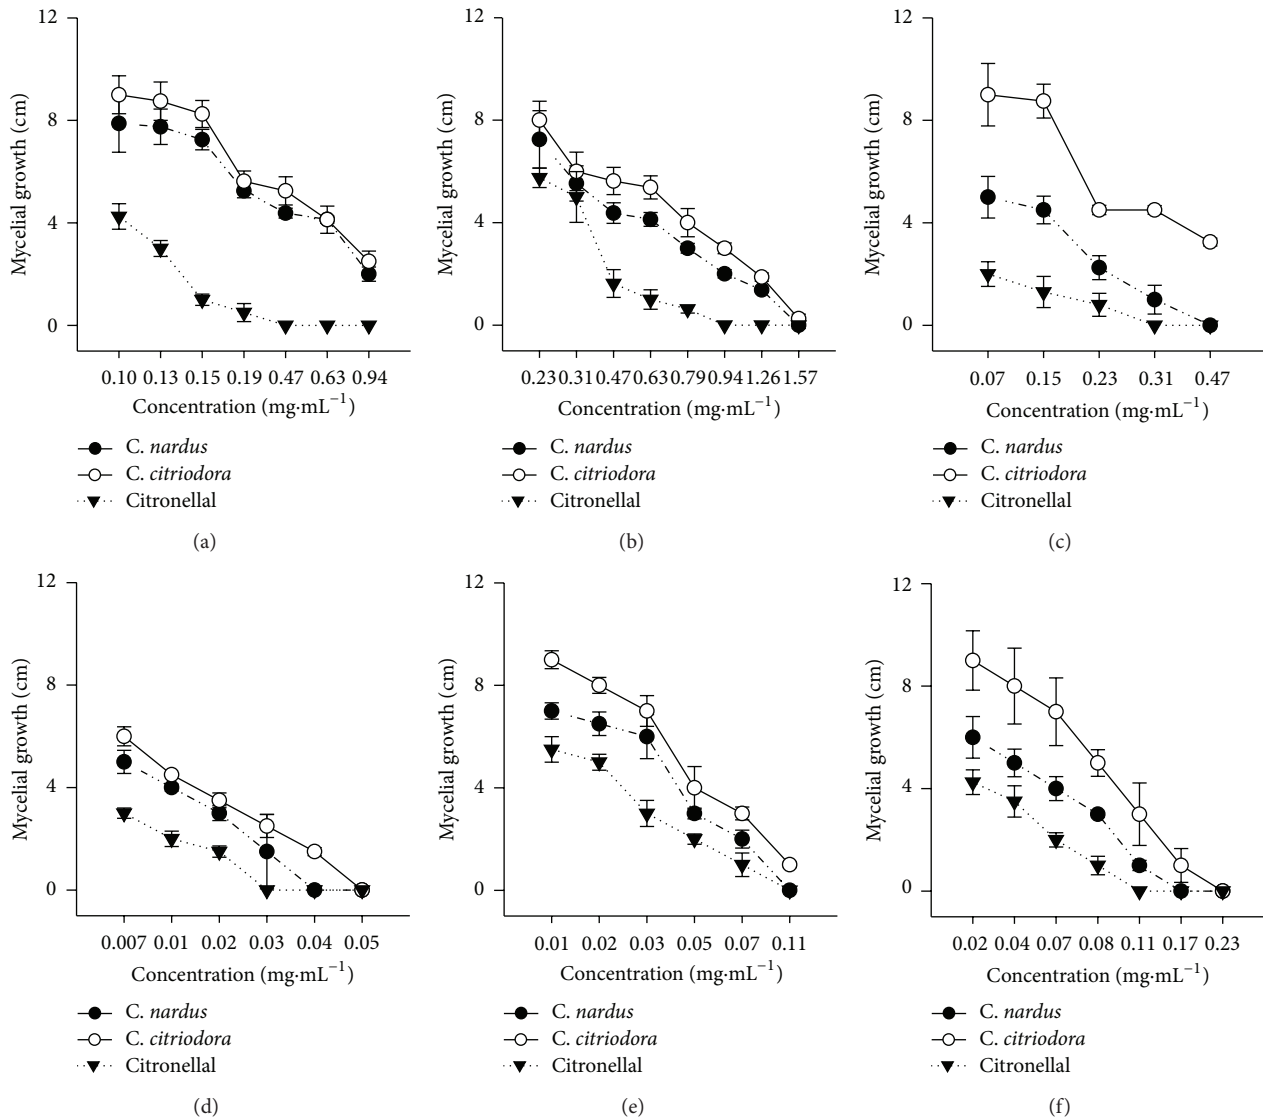 12
8
4
0
Mycelial growth (cm)
0.10 0.13 0.15 0.19 0.47 0.63 0.94
Concentration (mg·mL−1)
C. nardus
C. citriodora
Citronellal
(a)
12
8
4
0
Mycelial growth (cm)
0.23 0.31 0.47 0.63 0.79 0.94 1.26 1.57
Concentration (mg·mL−1)
C. nardus
C. citriodora
Citronellal
(b)
12
8
4
0
Mycelial growth (cm)
0.07 0.15 0.23 0.31 0.47
Concentration (mg·mL−1)
C. nardus
C. citriodora
Citronellal
(c)
12
8
4
0
Mycelial growth (cm)
0.007 0.01 0.02 0.03 0.04 0.05
Concentration (mg·mL−1)
C. nardus
C. citriodora
Citronellal
(d)
12
8
4
0
Mycelial growth (cm)
0.01 0.02 0.03 0.05 0.07 0.11
Concentration (mg·mL−1)
C. nardus
C. citriodora
Citronellal
(e)
12
8
4
0
Mycelial growth (cm)
0.02 0.04 0.07 0.08 0.11 0.17 0.23
Concentration (mg·mL−1)
C. nardus
C. citriodora
Citronellal
(f)